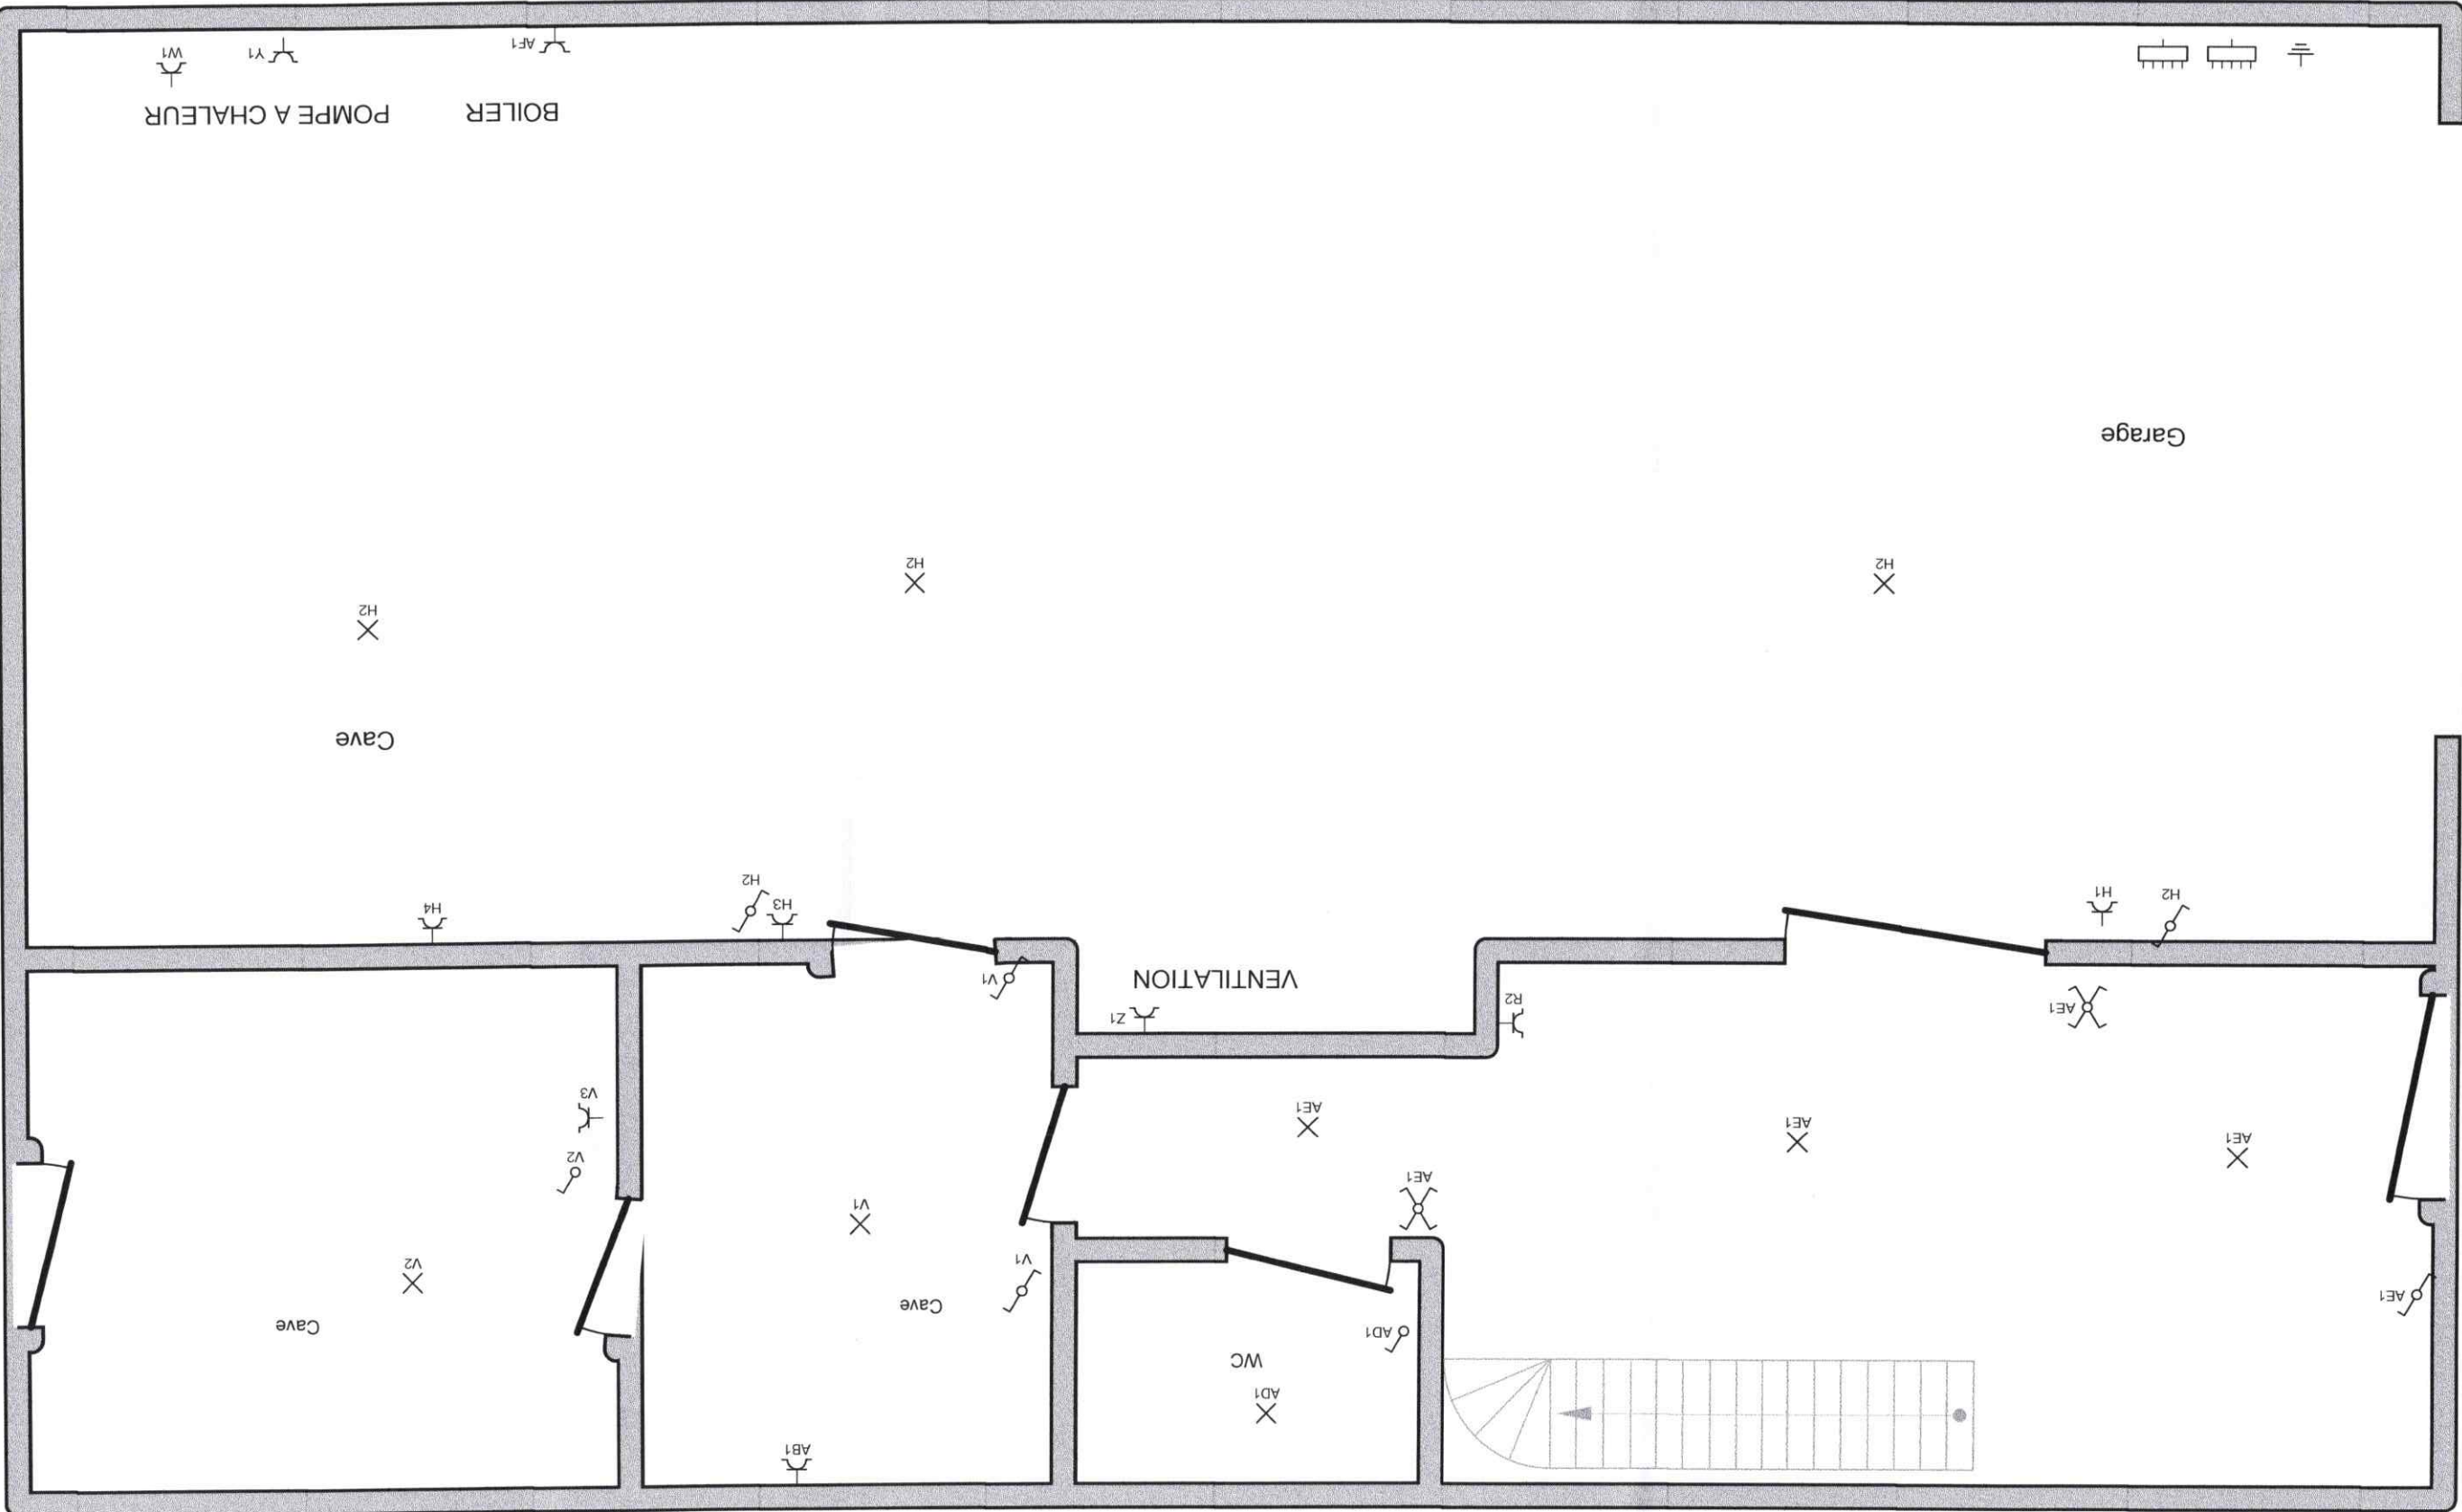 AB1
AD1
WC
AD1
Cave
Cave
AE1
V2
V1
V1
AE1
V2
AE1
AE1
AE1
V3
Z1
AE1
R2
VENTILATION
V1
H4
H3
H2
H1
H2
Cave
H2
H2
H2
Garage
BOILER
POMPE A CHALEUR
AF1
Y1
W1